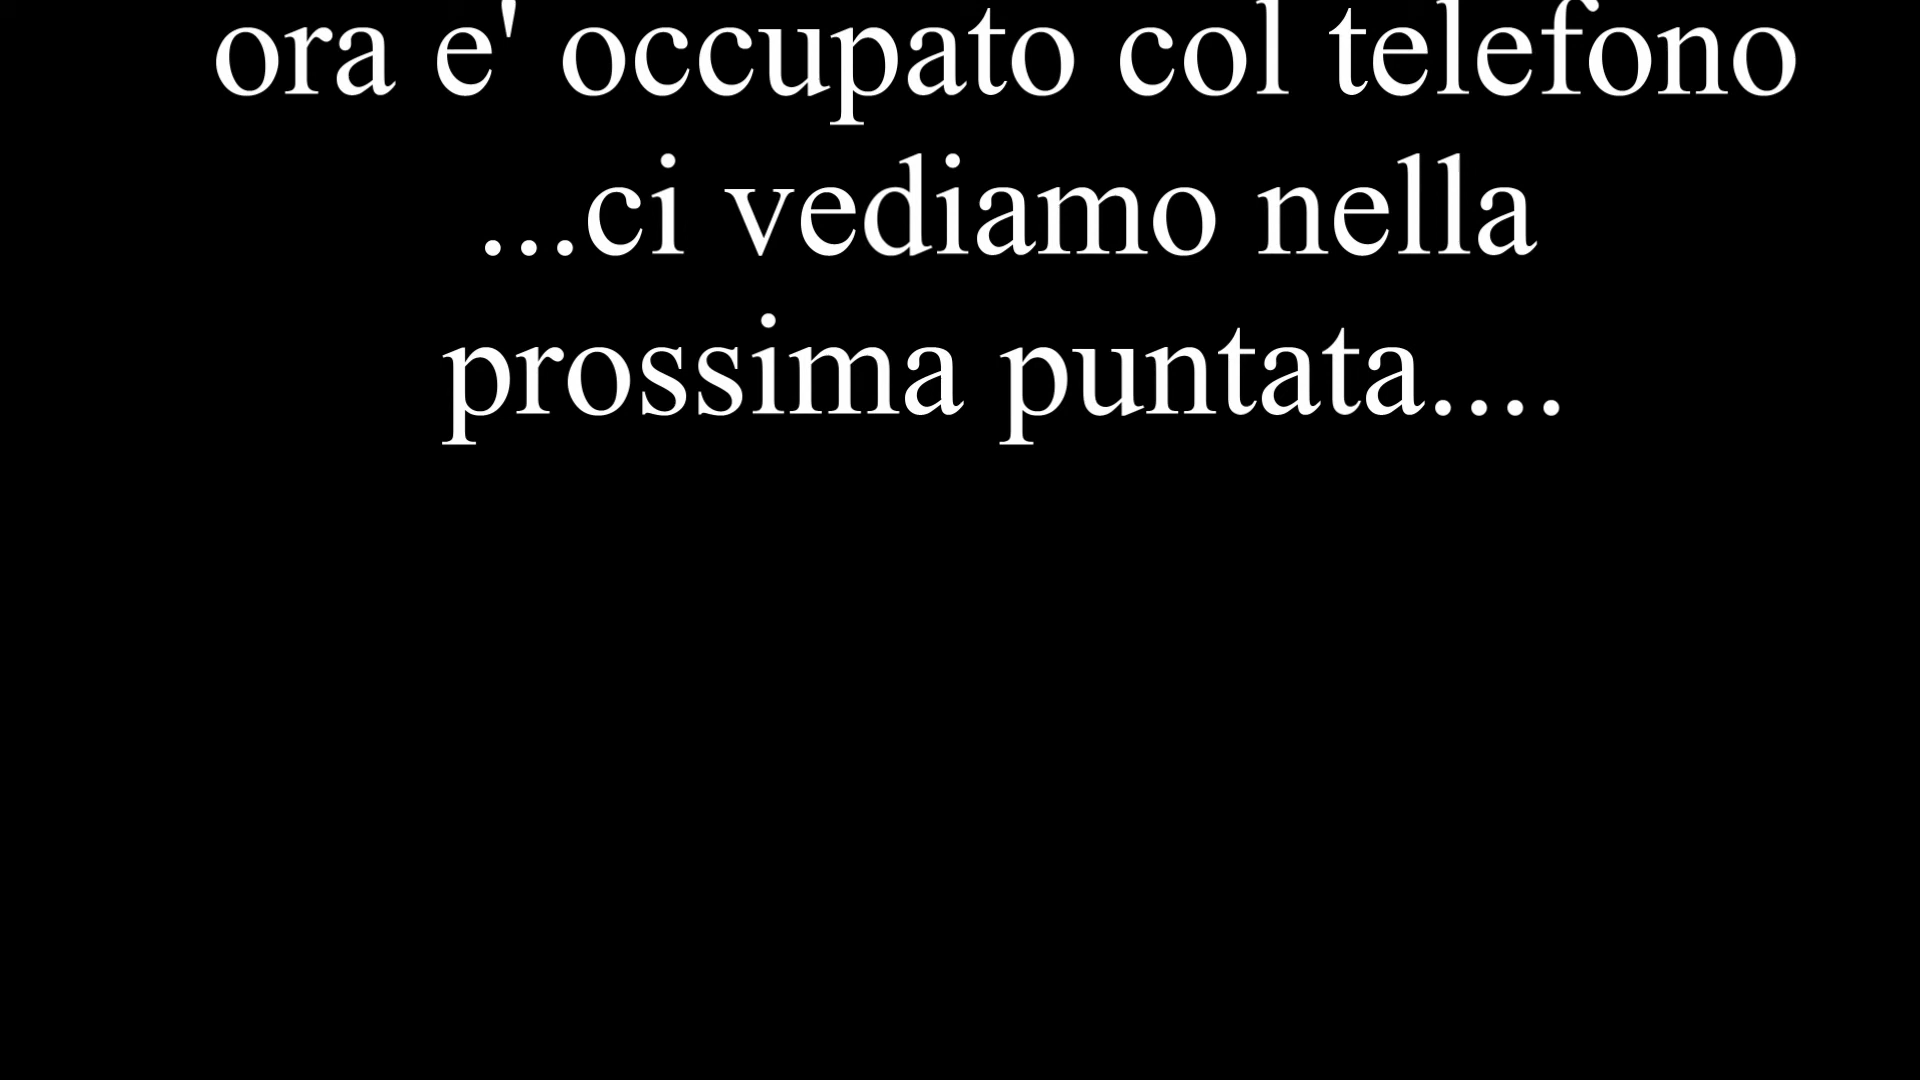 ora e' occupato col telefono
...ci vediamo nella
prossima puntata....